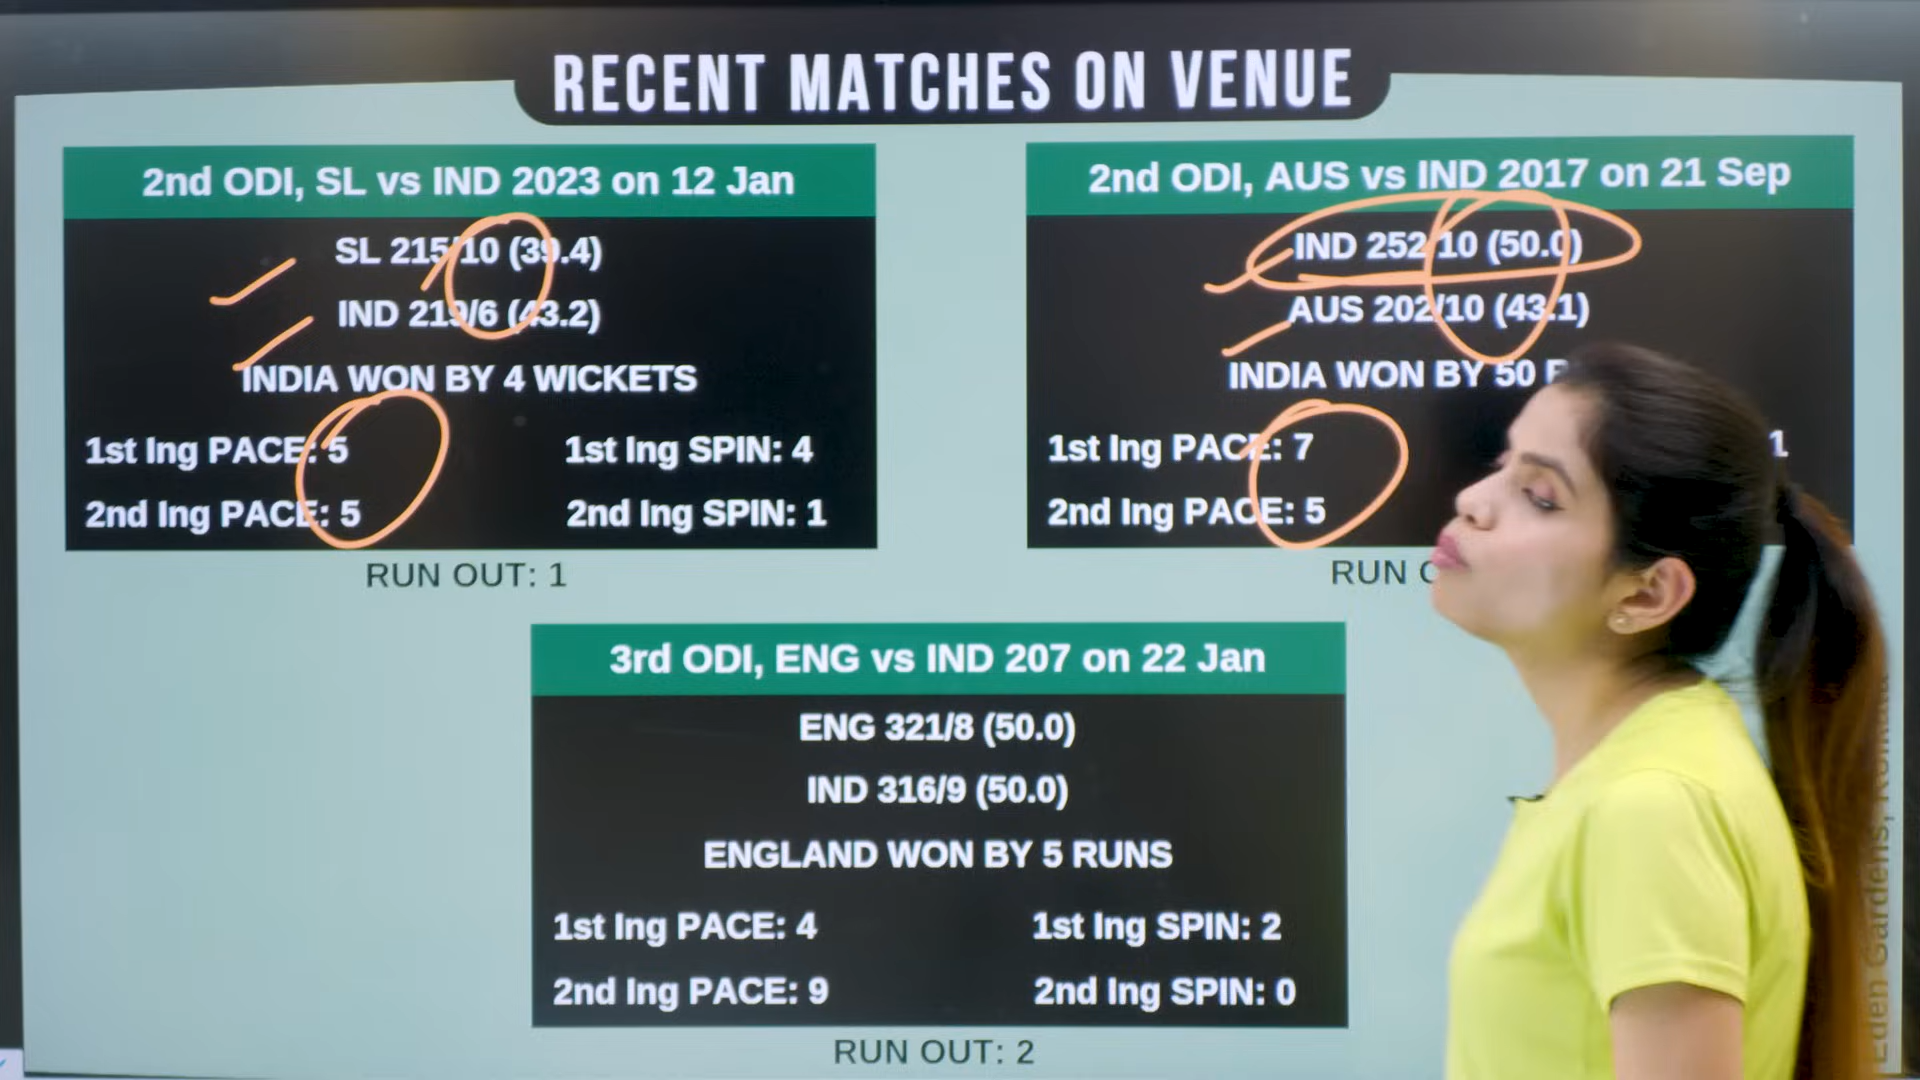 RECENT MATCHES ON VENUE
2nd ODI, SL vs IND 2023 on 12 Jan
SL 215/10 (39.4)
IND 219/6 (43.2)
INDIA WON BY 4 WICKETS
1st Ing PACE: 5
1st Ing SPIN: 4
2nd Ing PACE: 5
2nd Ing SPIN: 1
RUN OUT: 1
2nd ODI, AUS vs IND 2017 on 21 Sep
IND 252/10 (50.0)
AUS 202/10 (43.1)
INDIA WON BY 50
1st Ing PACE: 7
1
2nd Ing PACE: 5
RUN
3rd ODI, ENG vs IND 207 on 22 Jan
ENG 321/8 (50.0)
IND 316/9 (50.0)
ENGLAND WON BY 5 RUNS
1st Ing PACE: 4
1st Ing SPIN: 2
2nd Ing PACE: 9
2nd Ing SPIN: 0
RUN OUT: 2
Eden Gardens, Kolkata